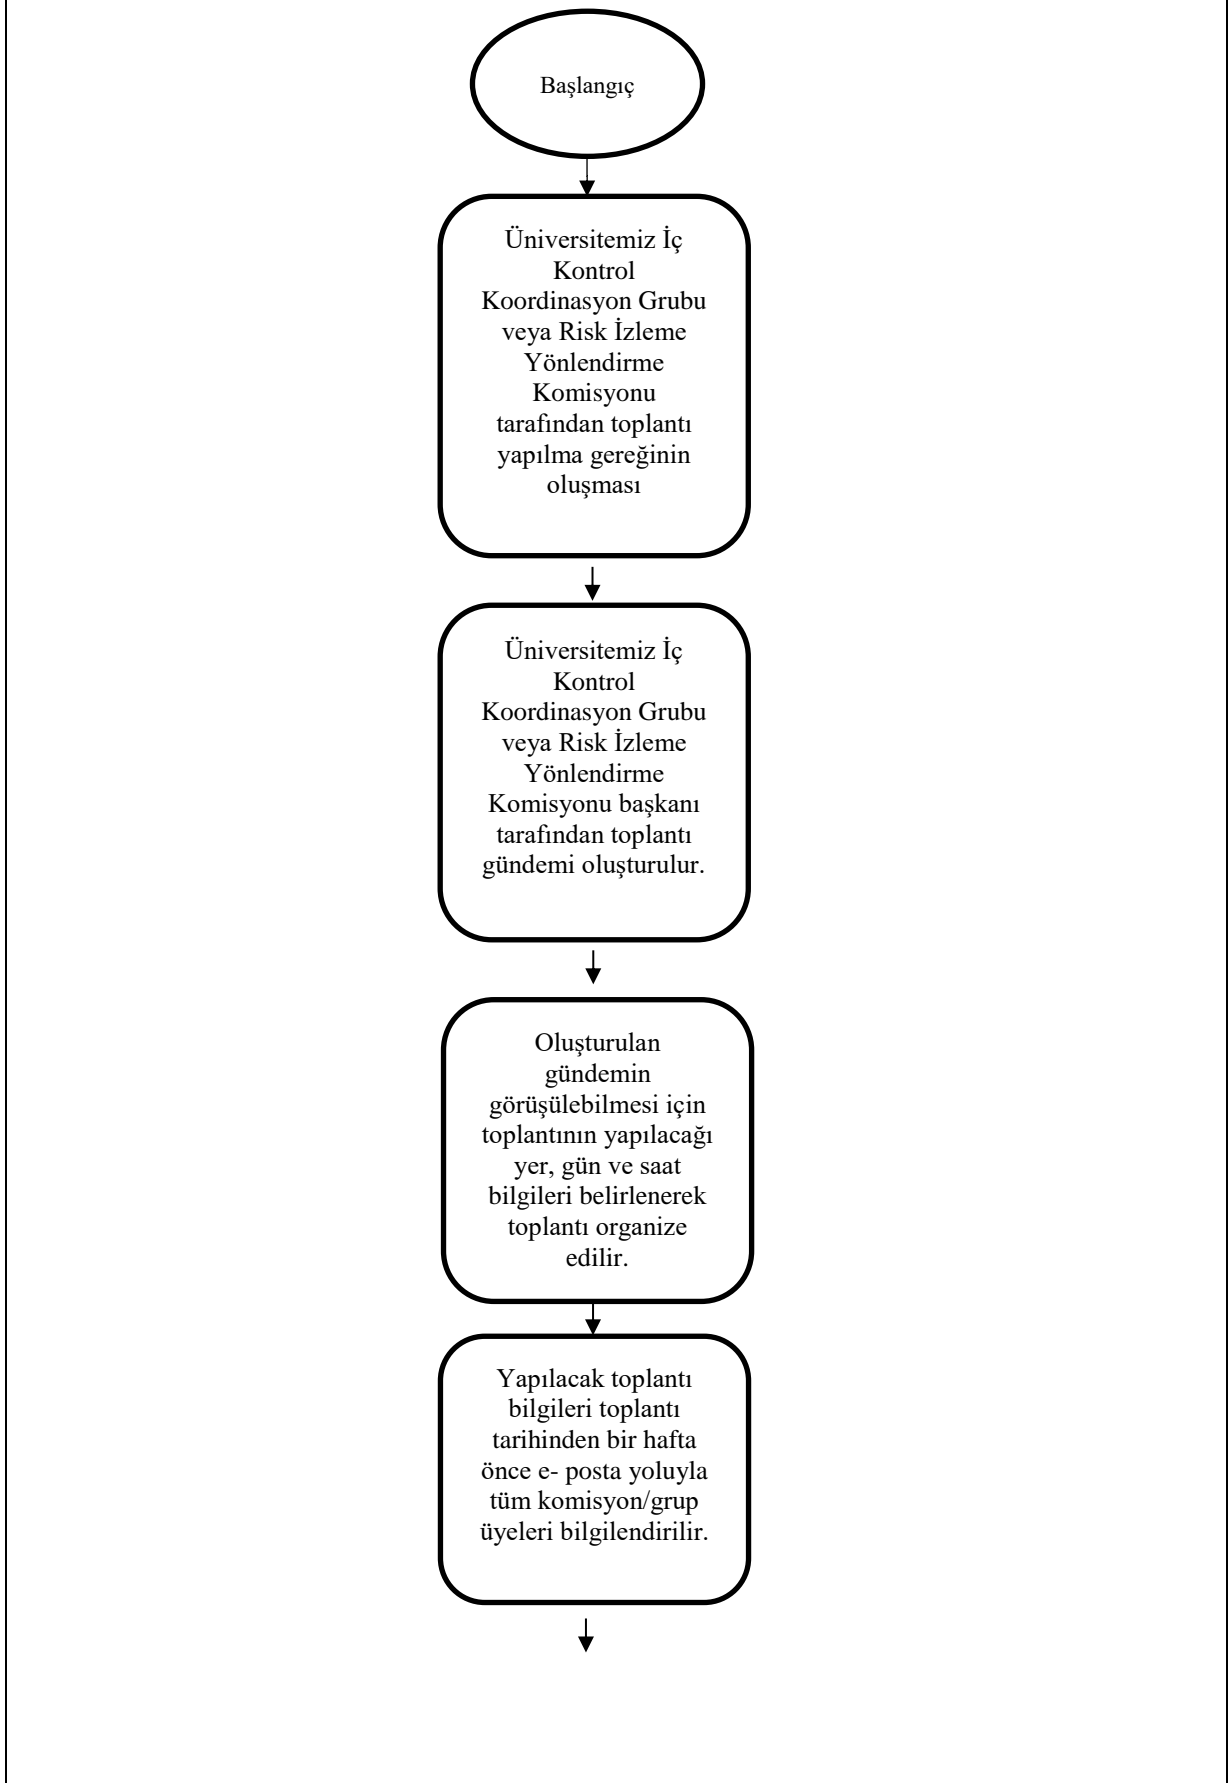 Başlangıç
Üniversitemiz İç
Kontrol
Koordinasyon Grubu
veya Risk İzleme
Yönlendirme
Komisyonu
tarafından toplantı
yapılma gereğinin
oluşması
Üniversitemiz İç
Kontrol
Koordinasyon Grubu
veya Risk İzleme
Yönlendirme
Komisyonu başkanı
tarafından toplantı
gündemi oluşturulur.
Oluşturulan
gündemin
görüşülebilmesi için
toplantının yapılacağı
yer, gün ve saat
bilgileri belirlenerek
toplantı organize
edilir.
Yapılacak toplantı
bilgileri toplantı
tarihinden bir hafta
önce e- posta yoluyla
tüm komisyon/grup
üyeleri bilgilendirilir.